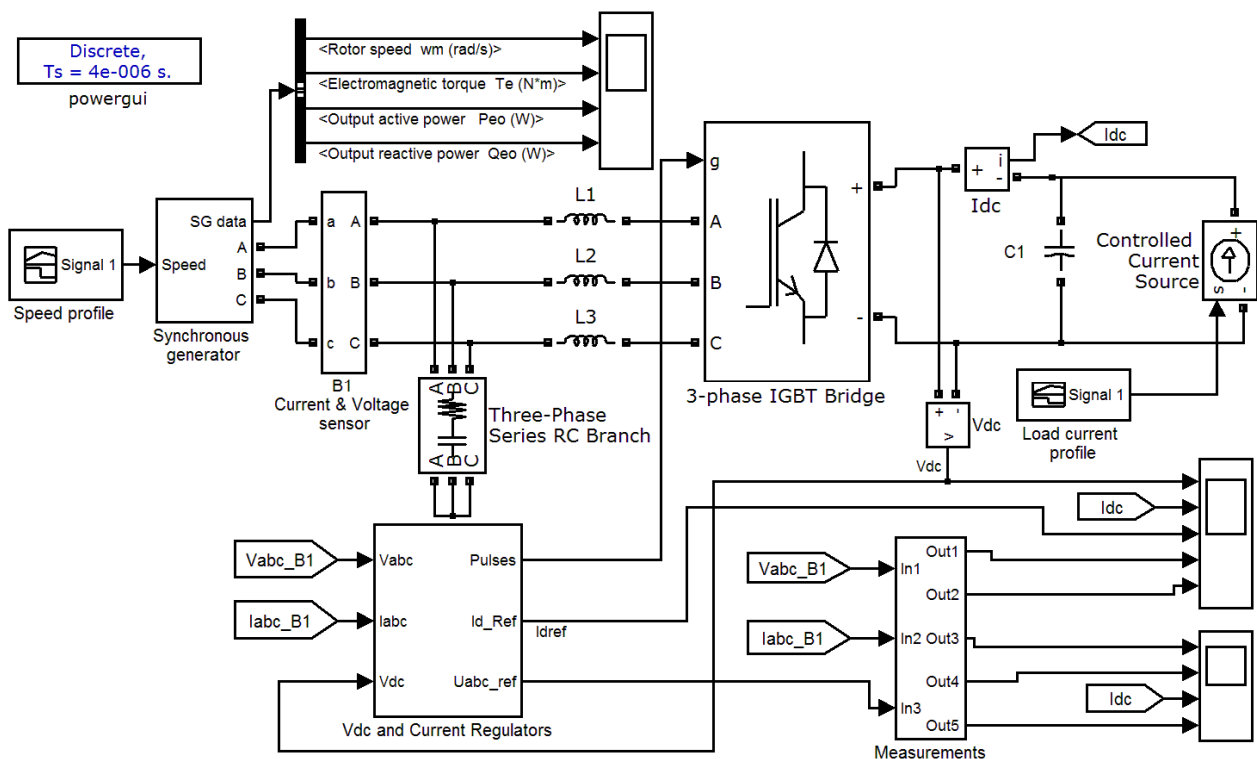 Discrete,
Ts = 4e-006 s.
powergui
<Rotor speed wm (rad/s)>
<Electromagnetic torque Te (N*m)>
<Output active power Peo (W)>
<Output reactive power Qeo (W)>
Signal 1
Speed profile
Speed
SG data
A
B
C
Synchronous
generator
a
b
c
A
B
C
B1
Current & Voltage
sensor
L1
L2
L3
A
B
C
A
B
C
Three-Phase
Series RC Branch
g
A
B
C
+
-
3-phase IGBT Bridge
+
i
-
Idc
Idc
C1
Controlled
Current
Source
+
s
-
Signal 1
Load current
profile
+
-
v
Vdc
Vdc
Vabc_B1
Iabc_B1
Vabc
Iabc
Vdc
Pulses
Id_Ref
Uabc_ref
Idref
Vdc and Current Regulators
Vabc_B1
Iabc_B1
In1
In2
In3
Out1
Out2
Out3
Out4
Out5
Measurements
Idc
Idc